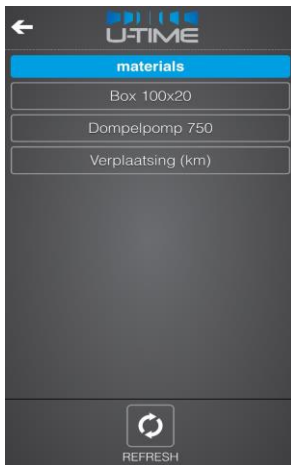 U-TIME
materials
Box 100x20
Dompelpomp 750
Verplaatsing (km)
REFRESH